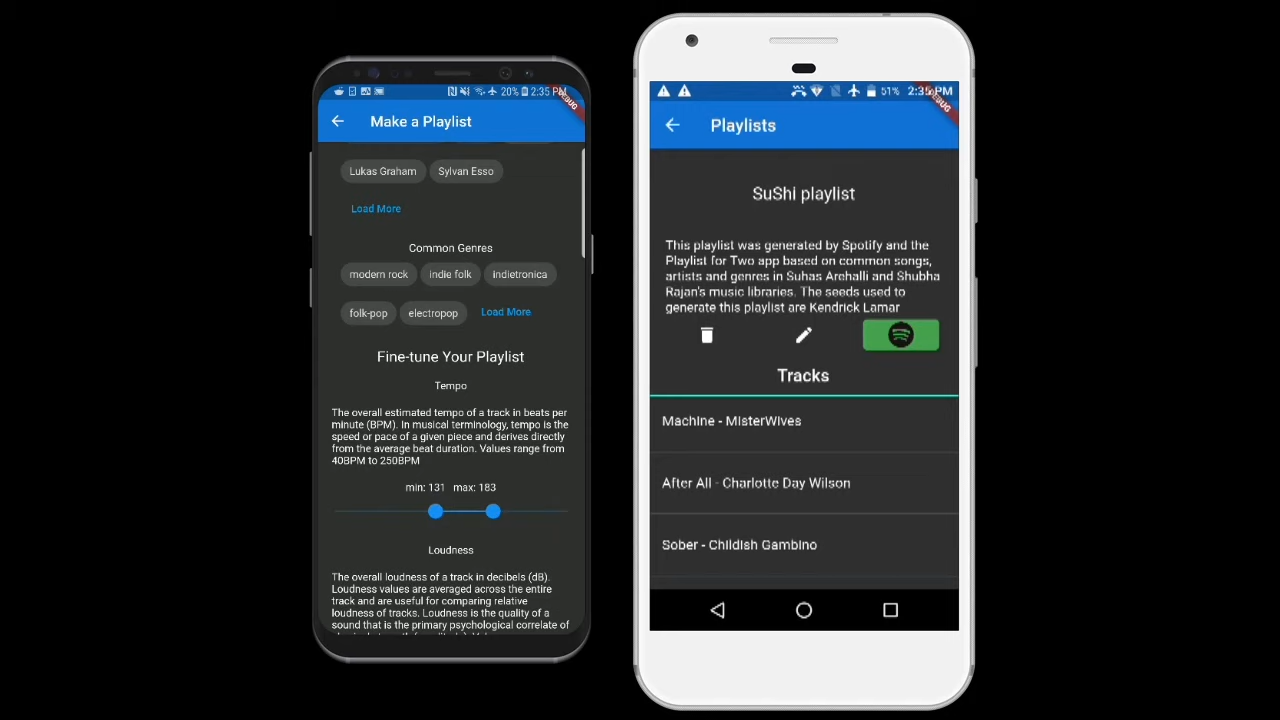 20% 2:35 PM
DEBUG
Make a Playlist
Lukas Graham
Sylvan Esso
Load More
Common Genres
modern rock
indie folk
indietronica
folk-pop
electropop
Load More
Fine-tune Your Playlist
Tempo
The overall estimated tempo of a track in beats per
minute (BPM). In musical terminology, tempo is the
speed or pace of a given piece and derives directly
from the average beat duration. Values range from
40BPM to 250BPM
min: 131 max: 183
Loudness
The overall loudness of a track in decibels (dB).
Loudness values are averaged across the entire
track and are useful for comparing relative
loudness of tracks. Loudness is the quality of a
sound that is the primary psychological correlate of
51% 2:35 PM
DEBUG
Playlists
SuShi playlist
This playlist was generated by Spotify and the
Playlist for Two app based on common songs,
artists and genres in Suhas Arehalli and Shubha
Rajan's music libraries. The seeds used to
generate this playlist are Kendrick Lamar
Tracks
Machine - MisterWives
After All - Charlotte Day Wilson
Sober - Childish Gambino